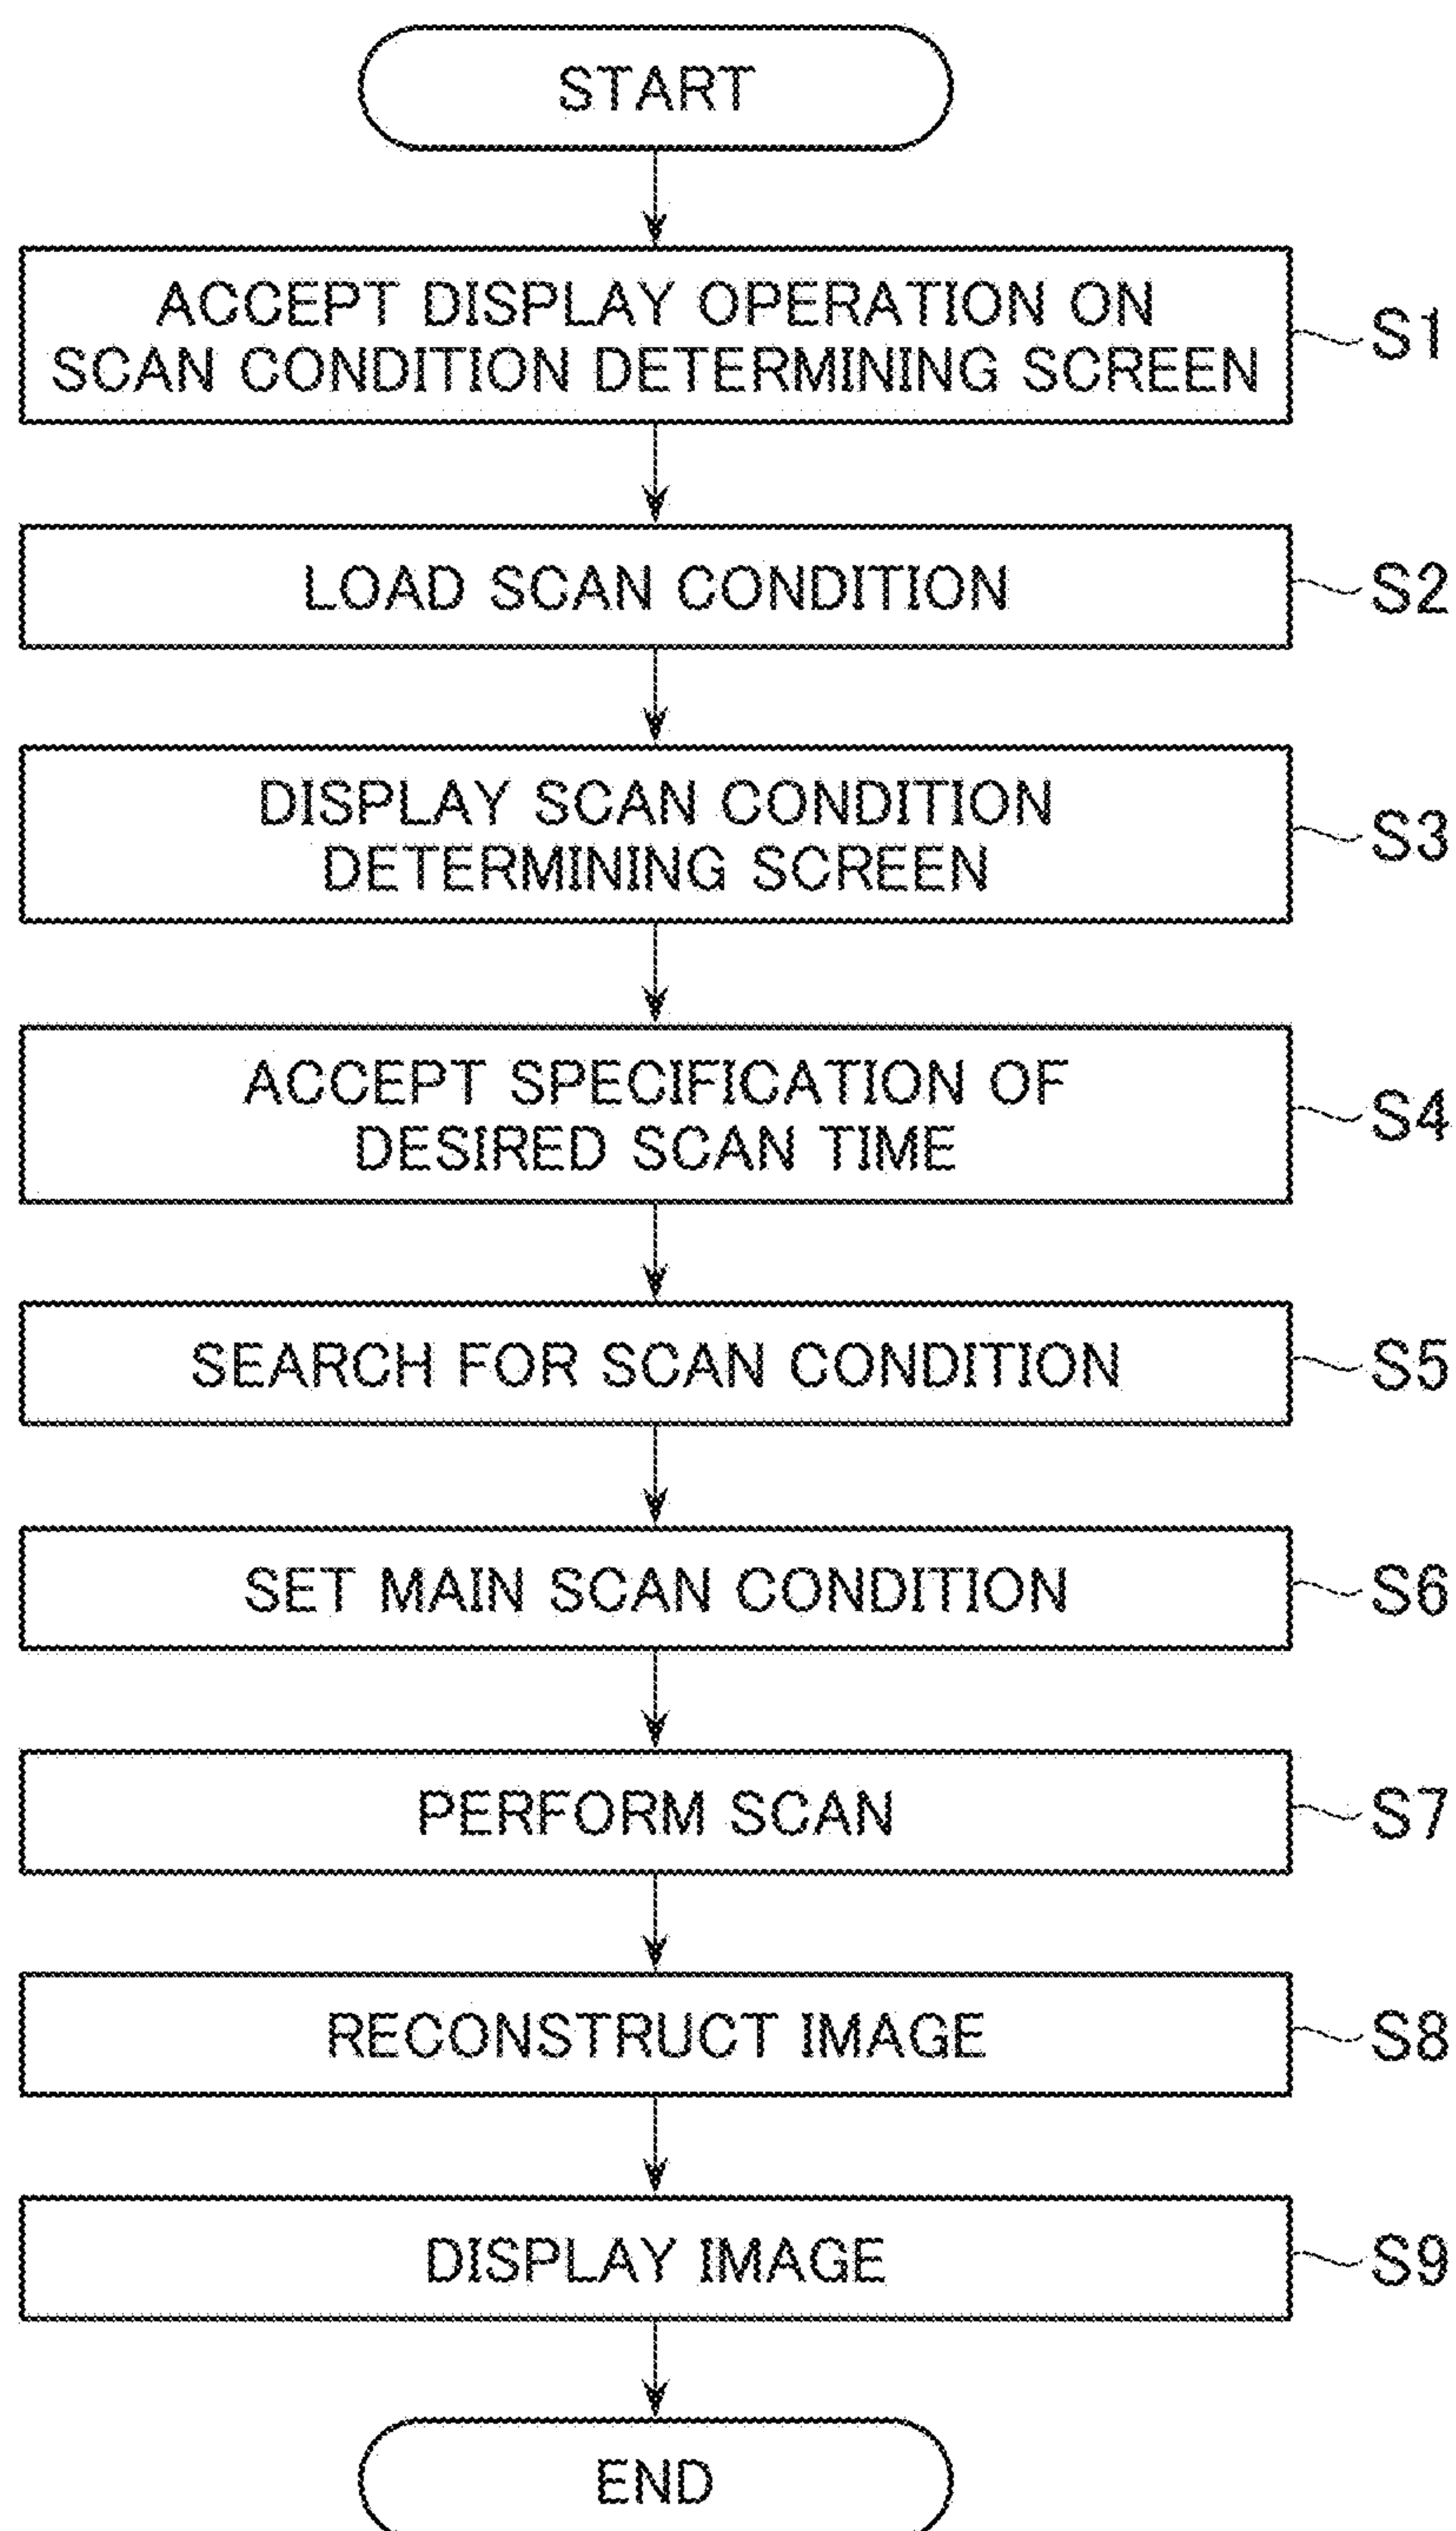 START
ACCEPT DISPLAY OPERATION ON
SCAN CONDITION DETERMINING SCREEN
S1
LOAD SCAN CONDITION
S2
DISPLAY SCAN CONDITION
DETERMINING SCREEN
S3
ACCEPT SPECIFICATION OF
DESIRED SCAN TIME
S4
SEARCH FOR SCAN CONDITION
S5
SET MAIN SCAN CONDITION
S6
PERFORM SCAN
S7
RECONSTRUCT IMAGE
S8
DISPLAY IMAGE
S9
END